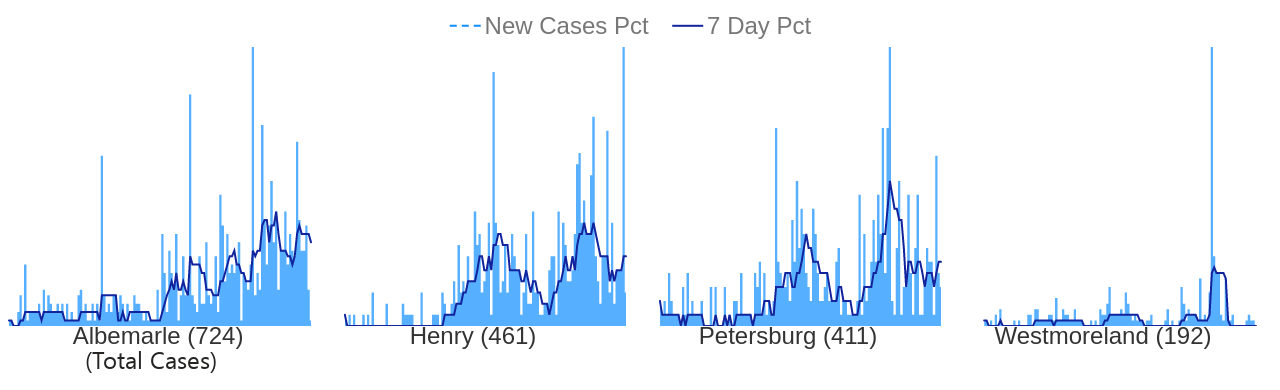 New Cases Pct 7 Day Pct
Albemarle (724) Henry (461) Petersburg (411) Westmoreland (192)
(Total Cases)